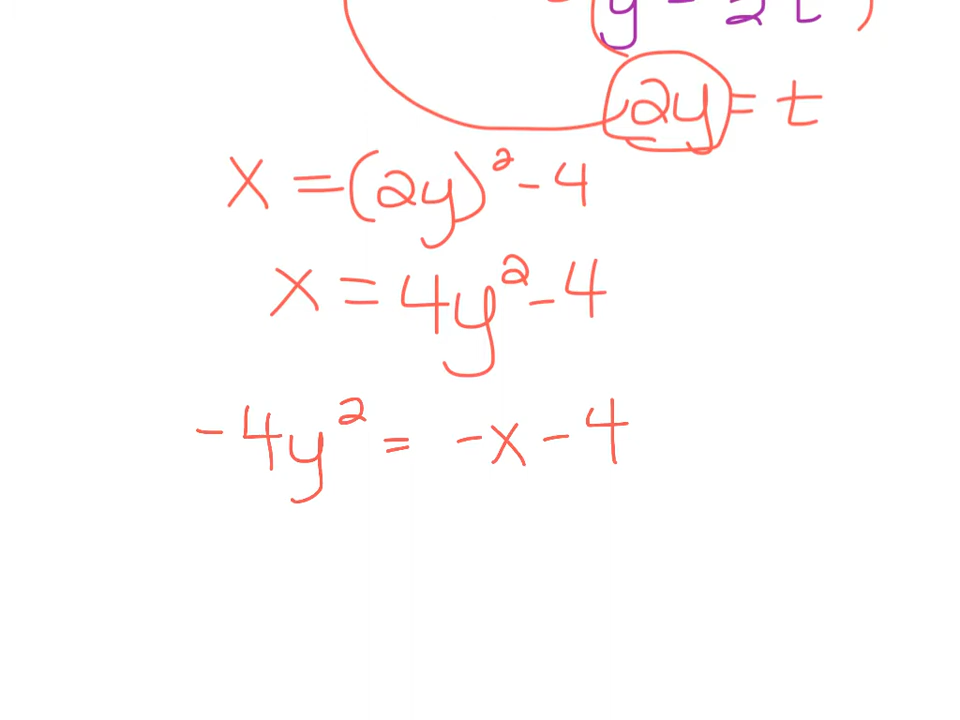 2y = t
x = (2y)² - 4
x = 4y² - 4
-4y² = -x - 4